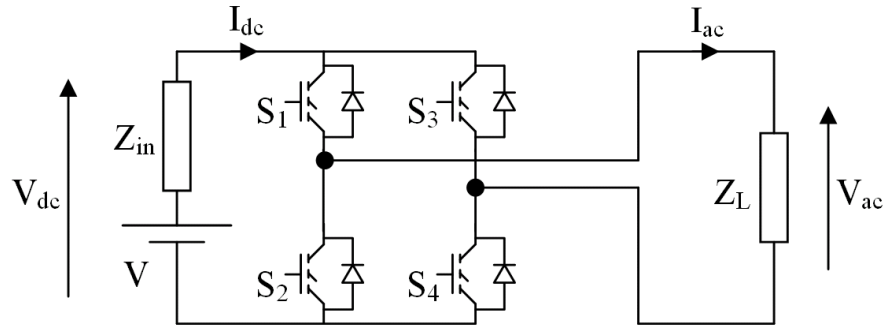 I_dc
I_ac
S_1
S_3
Z_in
V_dc
Z_L
V_ac
V
S_2
S_4